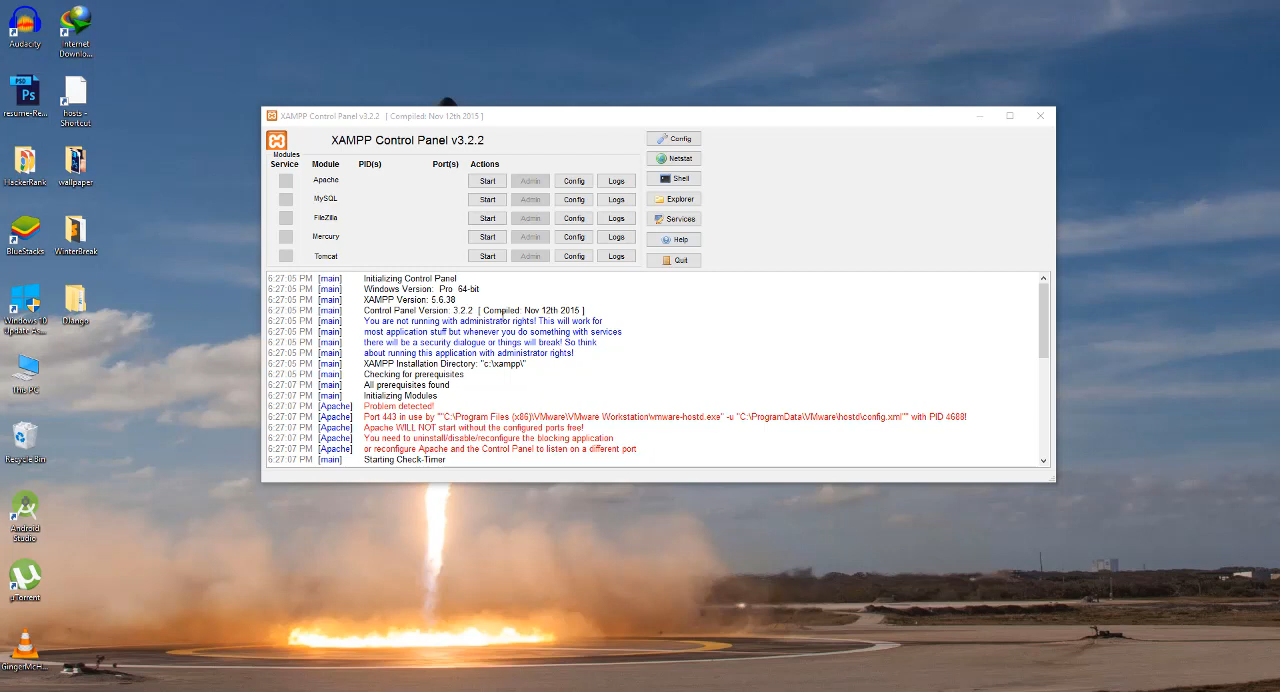 Audacity
Internet
Downlo...
PSD
Ps
resume-Re...
hosts -
Shortcut
HackerRank
wallpaper
BlueStacks
WinterBreak
Windows 10
Update As...
Django
This PC
Recycle Bin
Android
Studio
µTorrent
GingerMcH...
XAMPP Control Panel v3.2.2 [ Compiled: Nov 12th 2015 ]
XAMPP Control Panel v3.2.2
Modules
Service Module PID(s) Port(s) Actions
Apache Start Admin Config Logs
MySQL Start Admin Config Logs
FileZilla Start Admin Config Logs
Mercury Start Admin Config Logs
Tomcat Start Admin Config Logs
Config
Netstat
Shell
Explorer
Services
Help
Quit
6:27:05 PM [main] Initializing Control Panel
6:27:05 PM [main] Windows Version: Pro 64-bit
6:27:05 PM [main] XAMPP Version: 5.6.38
6:27:05 PM [main] Control Panel Version: 3.2.2 [ Compiled: Nov 12th 2015 ]
6:27:05 PM [main] You are not running with administrator rights! This will work for
6:27:05 PM [main] most application stuff but whenever you do something with services
6:27:05 PM [main] there will be a security dialogue or things will break! So think
6:27:05 PM [main] about running this application with administrator rights!
6:27:05 PM [main] XAMPP Installation Directory: "c:\xampp\"
6:27:05 PM [main] Checking for prerequisites
6:27:07 PM [main] All prerequisites found
6:27:07 PM [main] Initializing Modules
6:27:07 PM [Apache] Problem detected!
6:27:07 PM [Apache] Port 443 in use by ""C:\Program Files (x86)\VMware\VMware Workstation\vmware-hostd.exe" -u "C:\ProgramData\VMware\hostd\config.xml"" with PID 4688!
6:27:07 PM [Apache] Apache WILL NOT start without the configured ports free!
6:27:07 PM [Apache] You need to uninstall/disable/reconfigure the blocking application
6:27:07 PM [Apache] or reconfigure Apache and the Control Panel to listen on a different port
6:27:07 PM [main] Starting Check-Timer